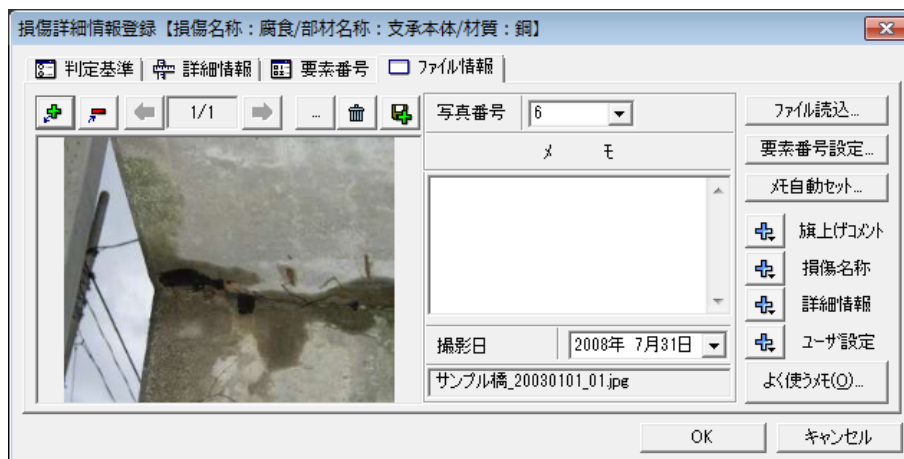 損傷詳細情報登録【損傷名称：腐食/部材名称：支承本体/材質：鋼】
判定基準 詳細情報 要素番号 ファイル情報
1/1 ...
写真番号 6
メ モ
撮影日 2008年 7月31日
サンプル橋_20030101_01.jpg
ファイル読込...
要素番号設定...
メモ自動セット...
旗上げコメント
損傷名称
詳細情報
ユーザ設定
よく使うメモ(O)...
OK キャンセル